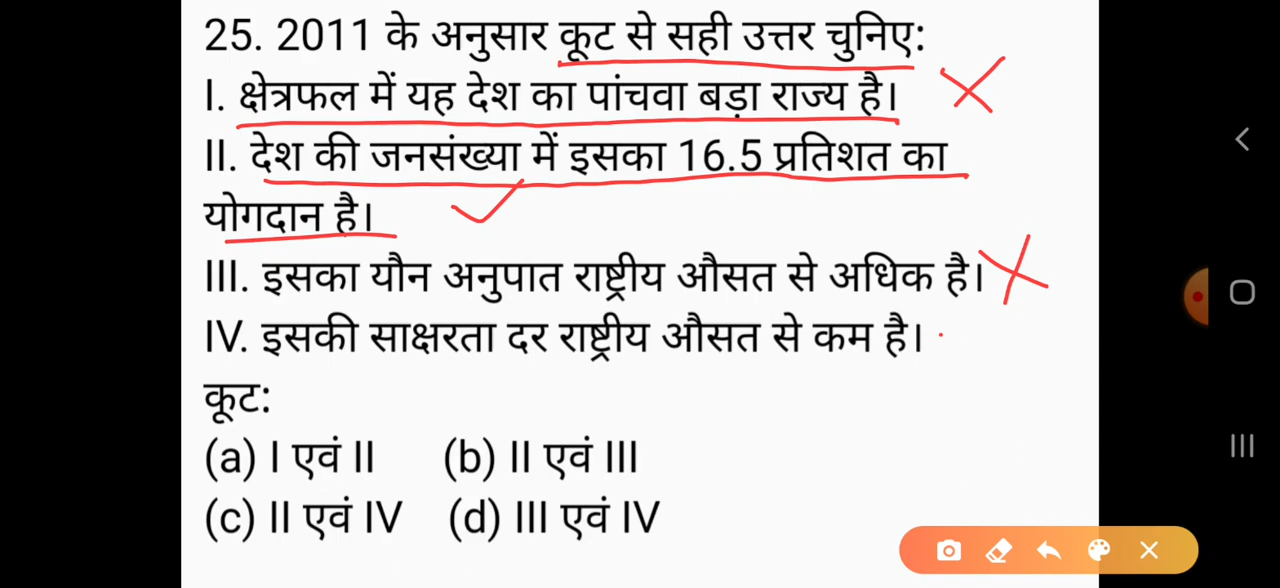 25. 2011 के अनुसार कूट से सही उत्तर चुनिए:
I. क्षेत्रफल में यह देश का पांचवा बड़ा राज्य है।
II. देश की जनसंख्या में इसका 16.5 प्रतिशत का
योगदान है।
III. इसका यौन अनुपात राष्ट्रीय औसत से अधिक है।
IV. इसकी साक्षरता दर राष्ट्रीय औसत से कम है।
कूट:
(a) I एवं II (b) II एवं III
(c) II एवं IV (d) III एवं IV